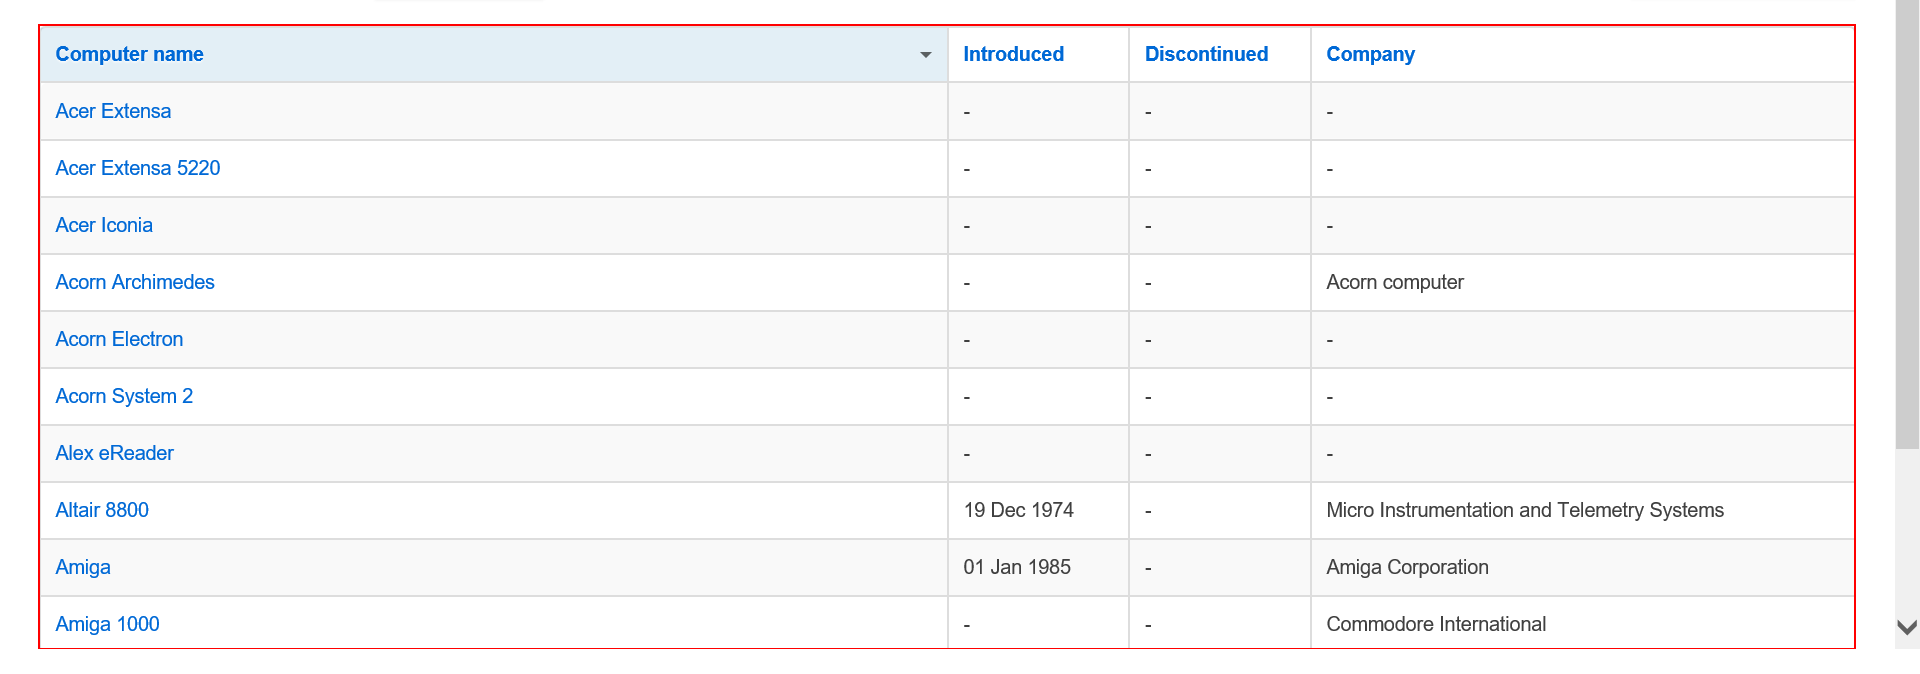 Computer name Introduced Discontinued Company
Acer Extensa - - -
Acer Extensa 5220 - - -
Acer Iconia - - -
Acorn Archimedes - - Acorn computer
Acorn Electron - - -
Acorn System 2 - - -
Alex eReader - - -
Altair 8800 19 Dec 1974 - Micro Instrumentation and Telemetry Systems
Amiga 01 Jan 1985 - Amiga Corporation
Amiga 1000 - - Commodore International